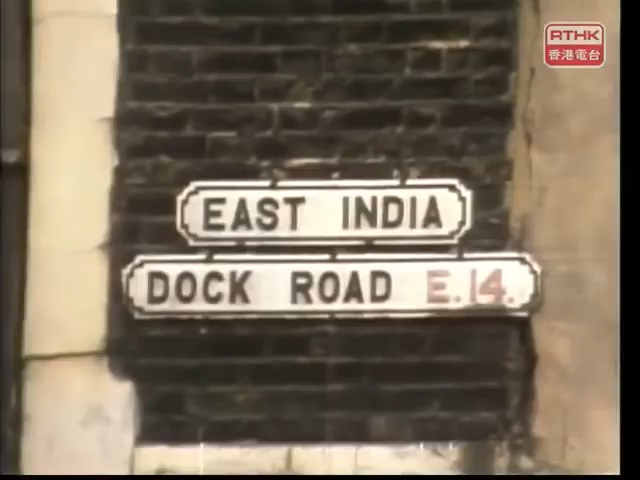 RTHK
香港電台
EAST INDIA
DOCK ROAD E.14.